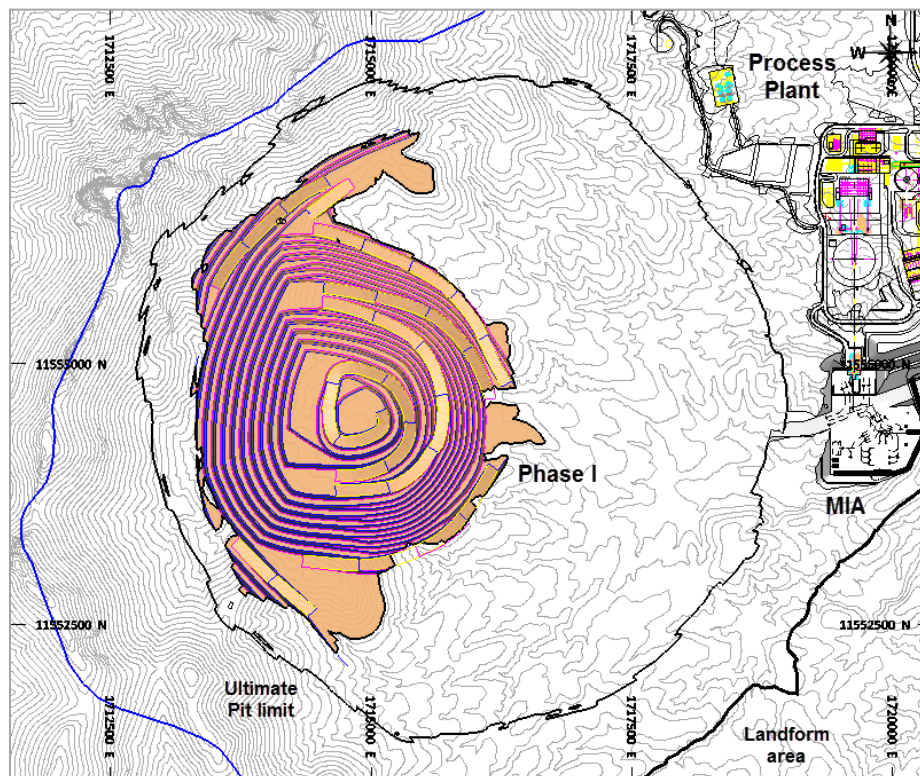 1712500 E
1715000 E
1717500 E
1720000 E
N
W
Process
Plant
11555000 N
11555000 N
Phase I
MIA
11552500 N
11552500 N
Ultimate
Pit limit
1712500 E
1715000 E
1717500 E
1720000 E
Landform
area